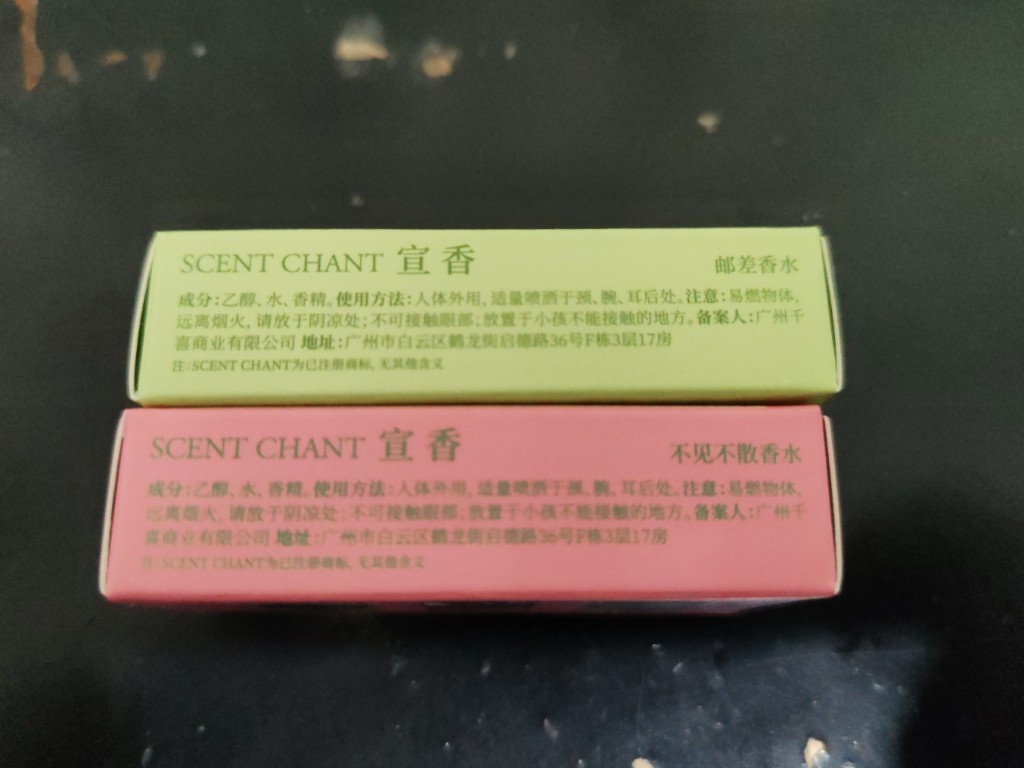 SCENT CHANT 宣香
邮差香水
成分:乙醇、水、香精。使用方法:人体外用,适量喷洒于颈、腕、耳后处。注意:易燃物体,
远离烟火,请放于阴凉处;不可接触眼部;放置于小孩不能接触的地方。备案人:广州千
喜商业有限公司 地址:广州市白云区鹤龙街启德路36号F栋3层17房
注:SCENT CHANT为已注册商标,无其他含义
SCENT CHANT 宣香
不见不散香水
成分:乙醇、水、香精。使用方法:人体外用,适量喷洒于颈、腕、耳后处。注意:易燃物体,
远离烟火,请放于阴凉处;不可接触眼部;放置于小孩不能接触的地方。备案人:广州千
喜商业有限公司 地址:广州市白云区鹤龙街启德路36号F栋3层17房
注:SCENT CHANT为已注册商标,无其他含义